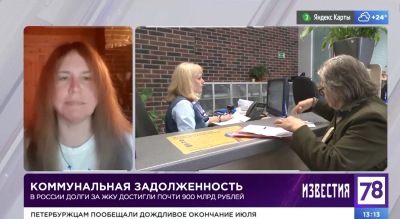 Telegram
Яндекс Карты
+24°
КОММУНАЛЬНАЯ ЗАДОЛЖЕННОСТЬ
В РОССИИ ДОЛГИ ЗА ЖКУ ДОСТИГЛИ ПОЧТИ 900 МЛРД РУБЛЕЙ
ИЗВЕСТИЯ 78
ПЕТЕРБУРЖЦАМ ПООБЕЩАЛИ ДОЖДЛИВОЕ ОКОНЧАНИЕ ИЮЛЯ
13:13